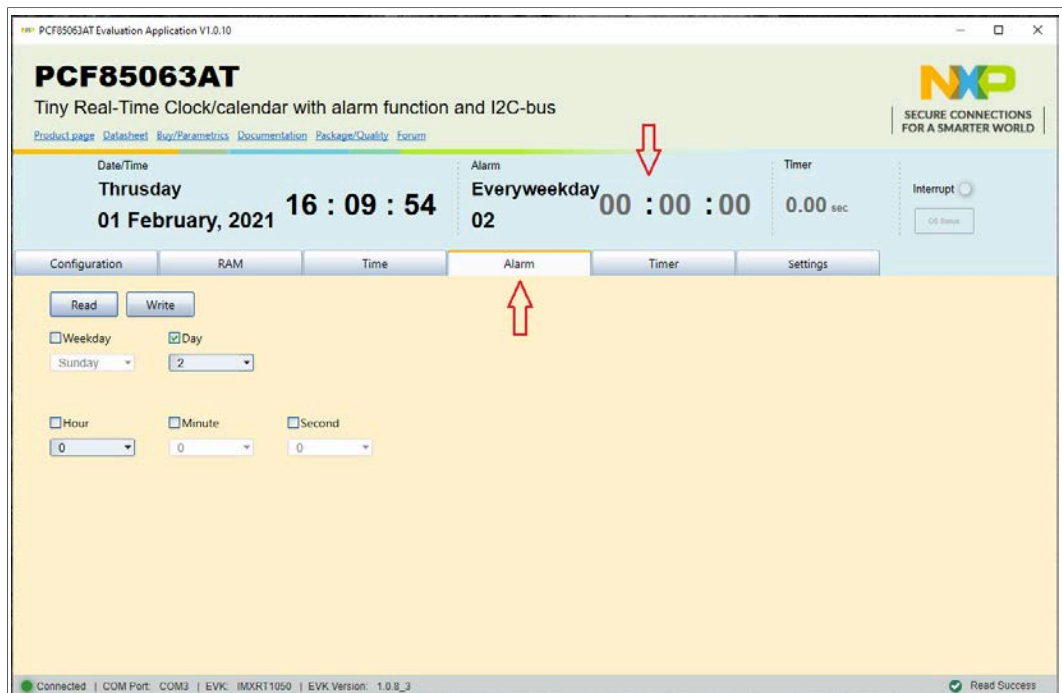 PCF85063AT Evaluation Application V1.0.10
PCF85063AT
Tiny Real-Time Clock/calendar with alarm function and I2C-bus
Product page Datasheet Buy/Parametrics Documentation Package/Quality Forum
NXP
SECURE CONNECTIONS
FOR A SMARTER WORLD
Date/Time
Thrusday
01 February, 2021
16 : 09 : 54
Alarm
Everyweekday
02
00 :00 :00
Timer
0.00 sec
Interrupt
OS Status
Configuration RAM Time Alarm Timer Settings
Read Write
Weekday Day
Sunday 2
Hour Minute Second
0 0 0
Connected | COM Port: COM3 | EVK: IMXRT1050 | EVK Version: 1.0.8_3 Read Success